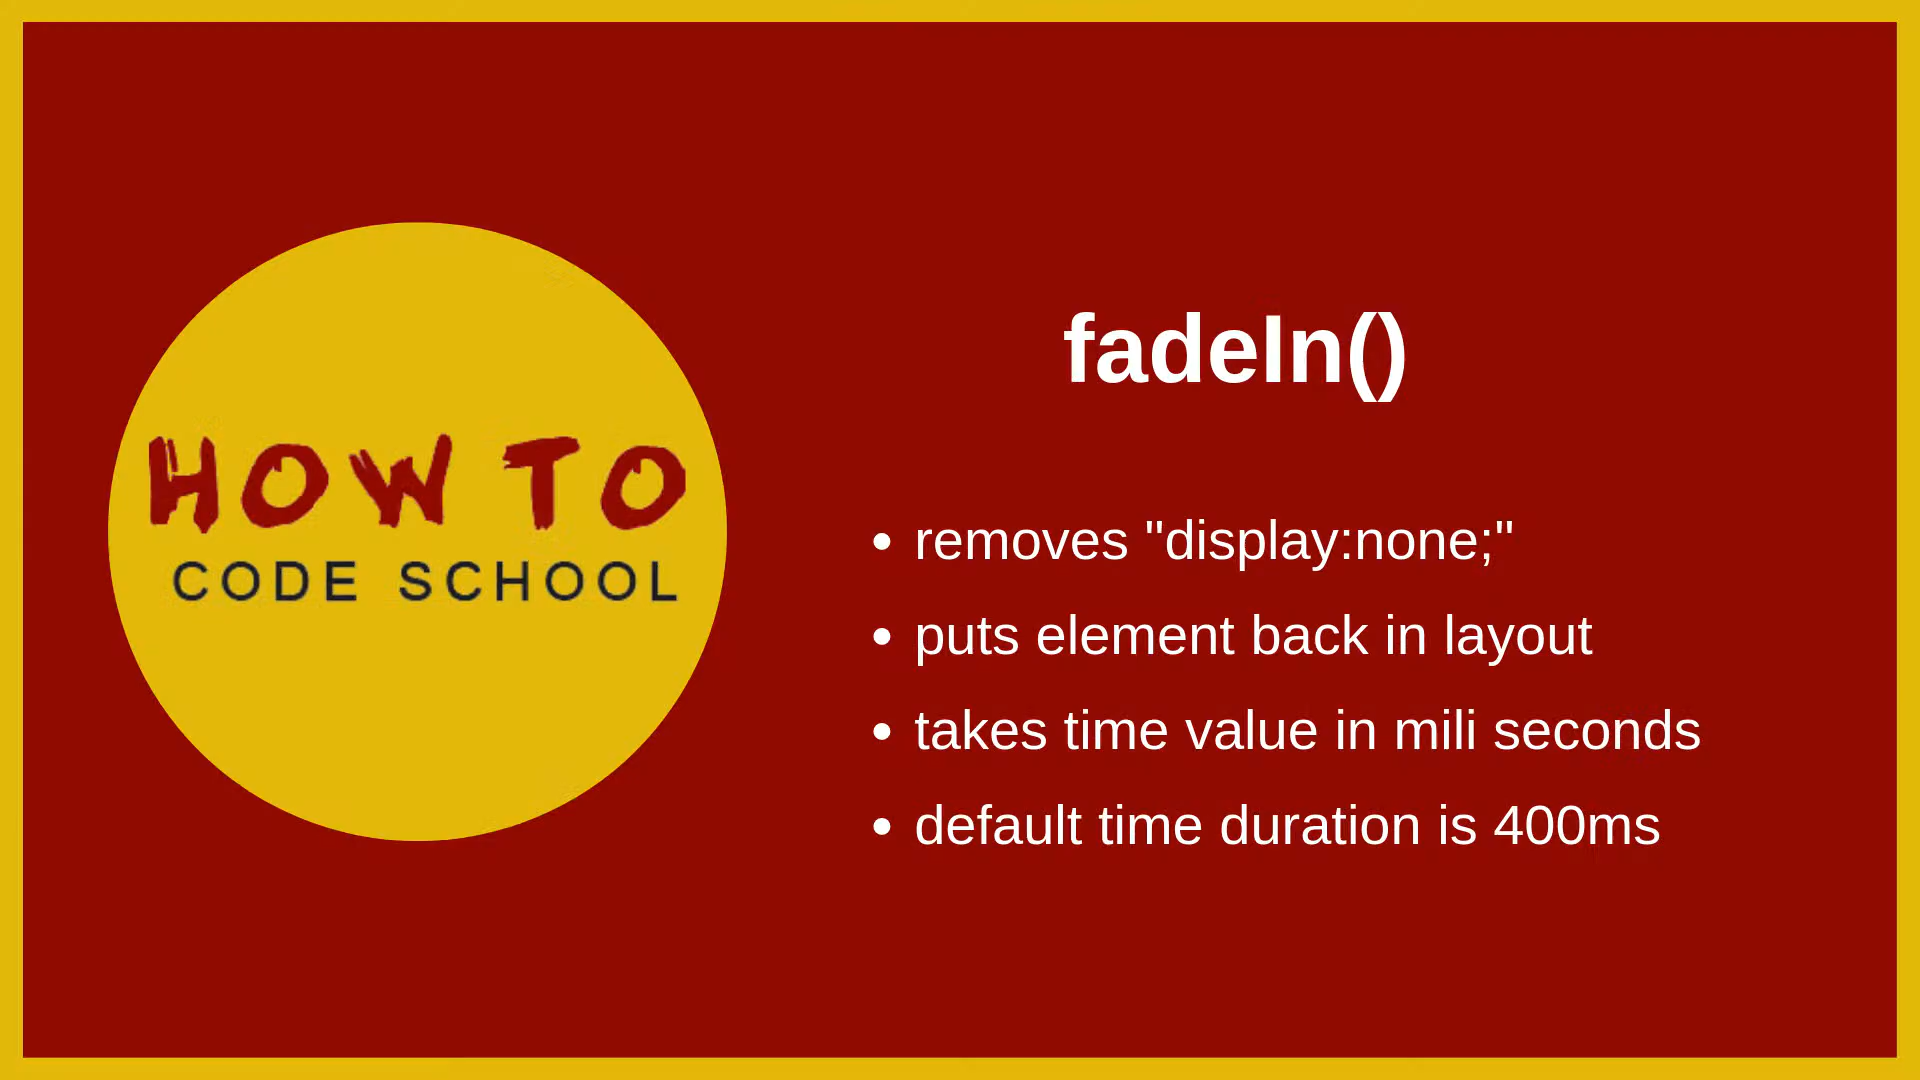 HOW TO
CODE SCHOOL
fadeIn()
• removes "display:none;"
• puts element back in layout
• takes time value in mili seconds
• default time duration is 400ms